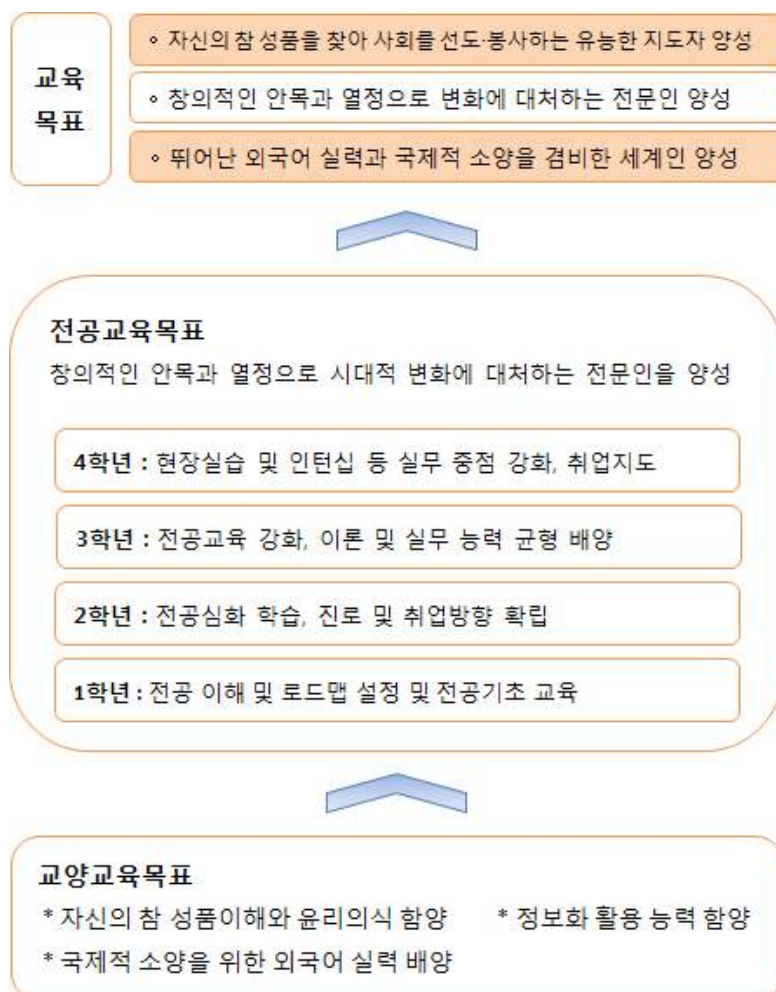 교육
목표
∘ 자신의 참 성품을 찾아 사회를 선도·봉사하는 유능한 지도자 양성
∘ 창의적인 안목과 열정으로 변화에 대처하는 전문인 양성
∘ 뛰어난 외국어 실력과 국제적 소양을 겸비한 세계인 양성
전공교육목표
창의적인 안목과 열정으로 시대적 변화에 대처하는 전문인을 양성
4학년 : 현장실습 및 인턴십 등 실무 중점 강화, 취업지도
3학년 : 전공교육 강화, 이론 및 실무 능력 균형 배양
2학년 : 전공심화 학습, 진로 및 취업방향 확립
1학년 : 전공 이해 및 로드맵 설정 및 전공기초 교육
교양교육목표
* 자신의 참 성품이해와 윤리의식 함양 * 정보화 활용 능력 함양
* 국제적 소양을 위한 외국어 실력 배양